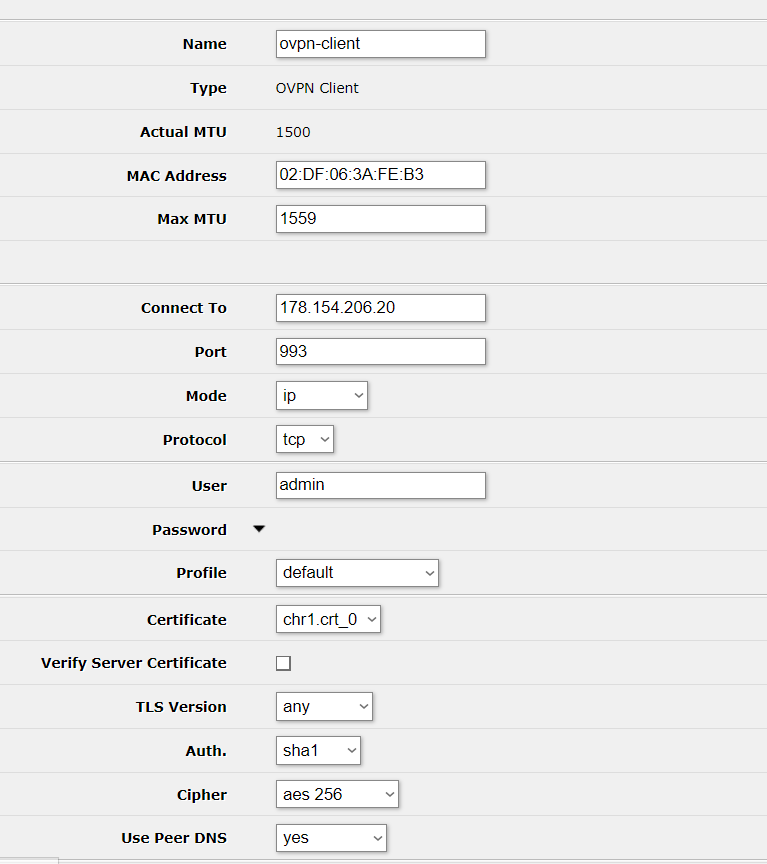 Name ovpn-client
Type OVPN Client
Actual MTU 1500
MAC Address 02:DF:06:3A:FE:B3
Max MTU 1559
Connect To 178.154.206.20
Port 993
Mode ip
Protocol tcp
User admin
Password
Profile default
Certificate chr1.crt_0
Verify Server Certificate
TLS Version any
Auth. sha1
Cipher aes 256
Use Peer DNS yes